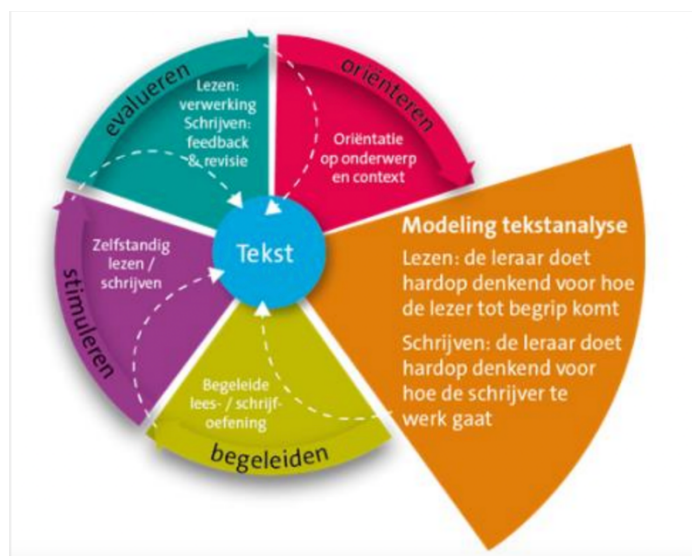 evalueren
Lezen:
verwerking
Schrijven:
feedback
& revisie
oriënteren
Oriëntatie
op onderwerp
en context
Modeling tekstanalyse
Lezen: de leraar doet
hardop denkend voor hoe
de lezer tot begrip komt
Schrijven: de leraar doet
hardop denkend voor
hoe de schrijver te
werk gaat
begeleiden
Begeleide
lees- / schrijf-
oefening
stimuleren
Zelfstandig
lezen /
schrijven
Tekst